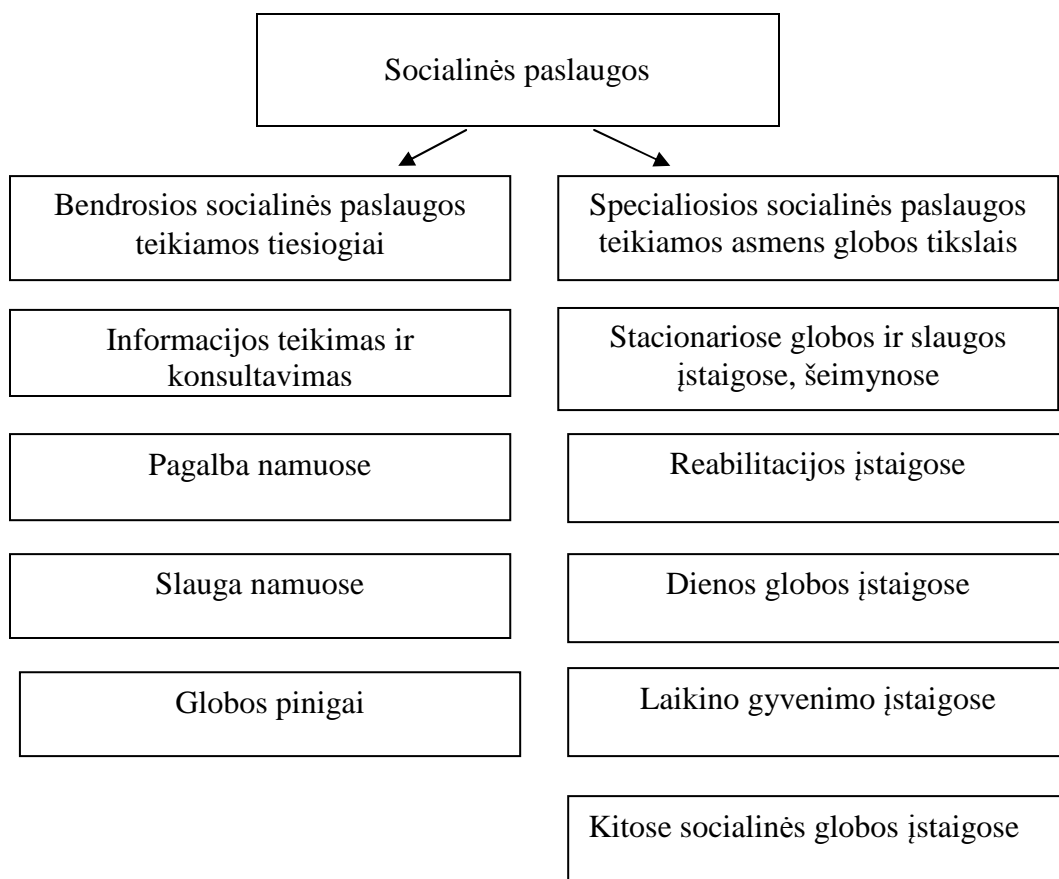 Socialinės paslaugos
Bendrosios socialinės paslaugos
teikiamos tiesiogiai
Specialiosios socialinės paslaugos
teikiamos asmens globos tikslais
Informacijos teikimas ir
konsultavimas
Stacionariose globos ir slaugos
įstaigose, šeimynose
Pagalba namuose
Reabilitacijos įstaigose
Slauga namuose
Dienos globos įstaigose
Globos pinigai
Laikino gyvenimo įstaigose
Kitose socialinės globos įstaigose